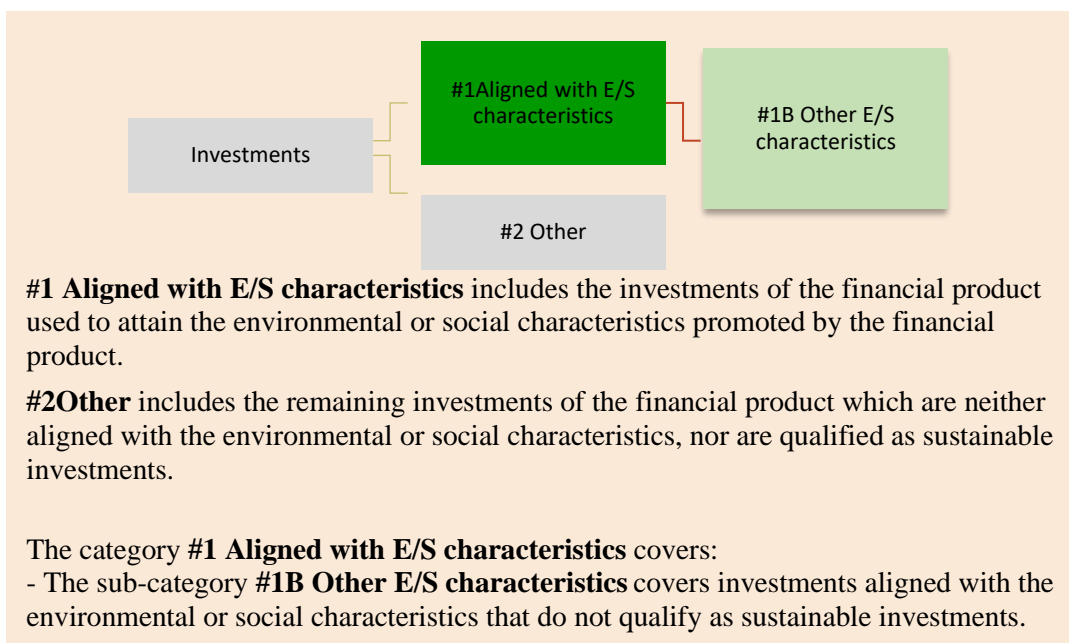 #1Aligned with E/S
characteristics
#1B Other E/S
characteristics
Investments
#2 Other
#1 Aligned with E/S characteristics includes the investments of the financial product
used to attain the environmental or social characteristics promoted by the financial
product.
#2Other includes the remaining investments of the financial product which are neither
aligned with the environmental or social characteristics, nor are qualified as sustainable
investments.
The category #1 Aligned with E/S characteristics covers:
- The sub-category #1B Other E/S characteristics covers investments aligned with the
environmental or social characteristics that do not qualify as sustainable investments.